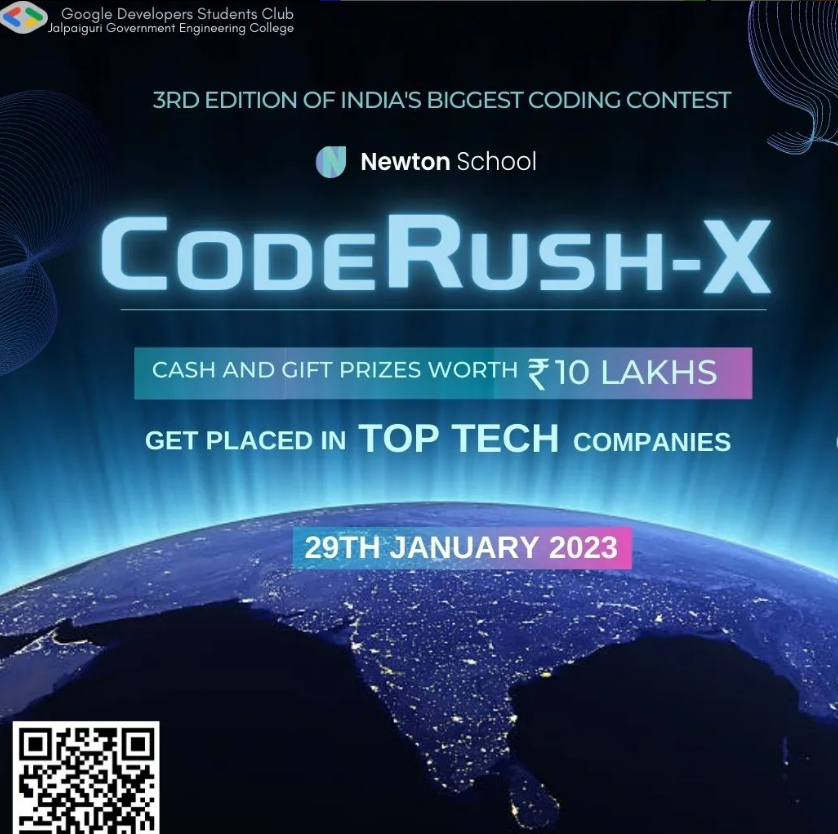 Google Developers Students Club
Jalpaiguri Government Engineering College
3RD EDITION OF INDIA'S BIGGEST CODING CONTEST
Newton School
CODERUSH-X
CASH AND GIFT PRIZES WORTH ₹10 LAKHS
GET PLACED IN TOP TECH COMPANIES
29TH JANUARY 2023